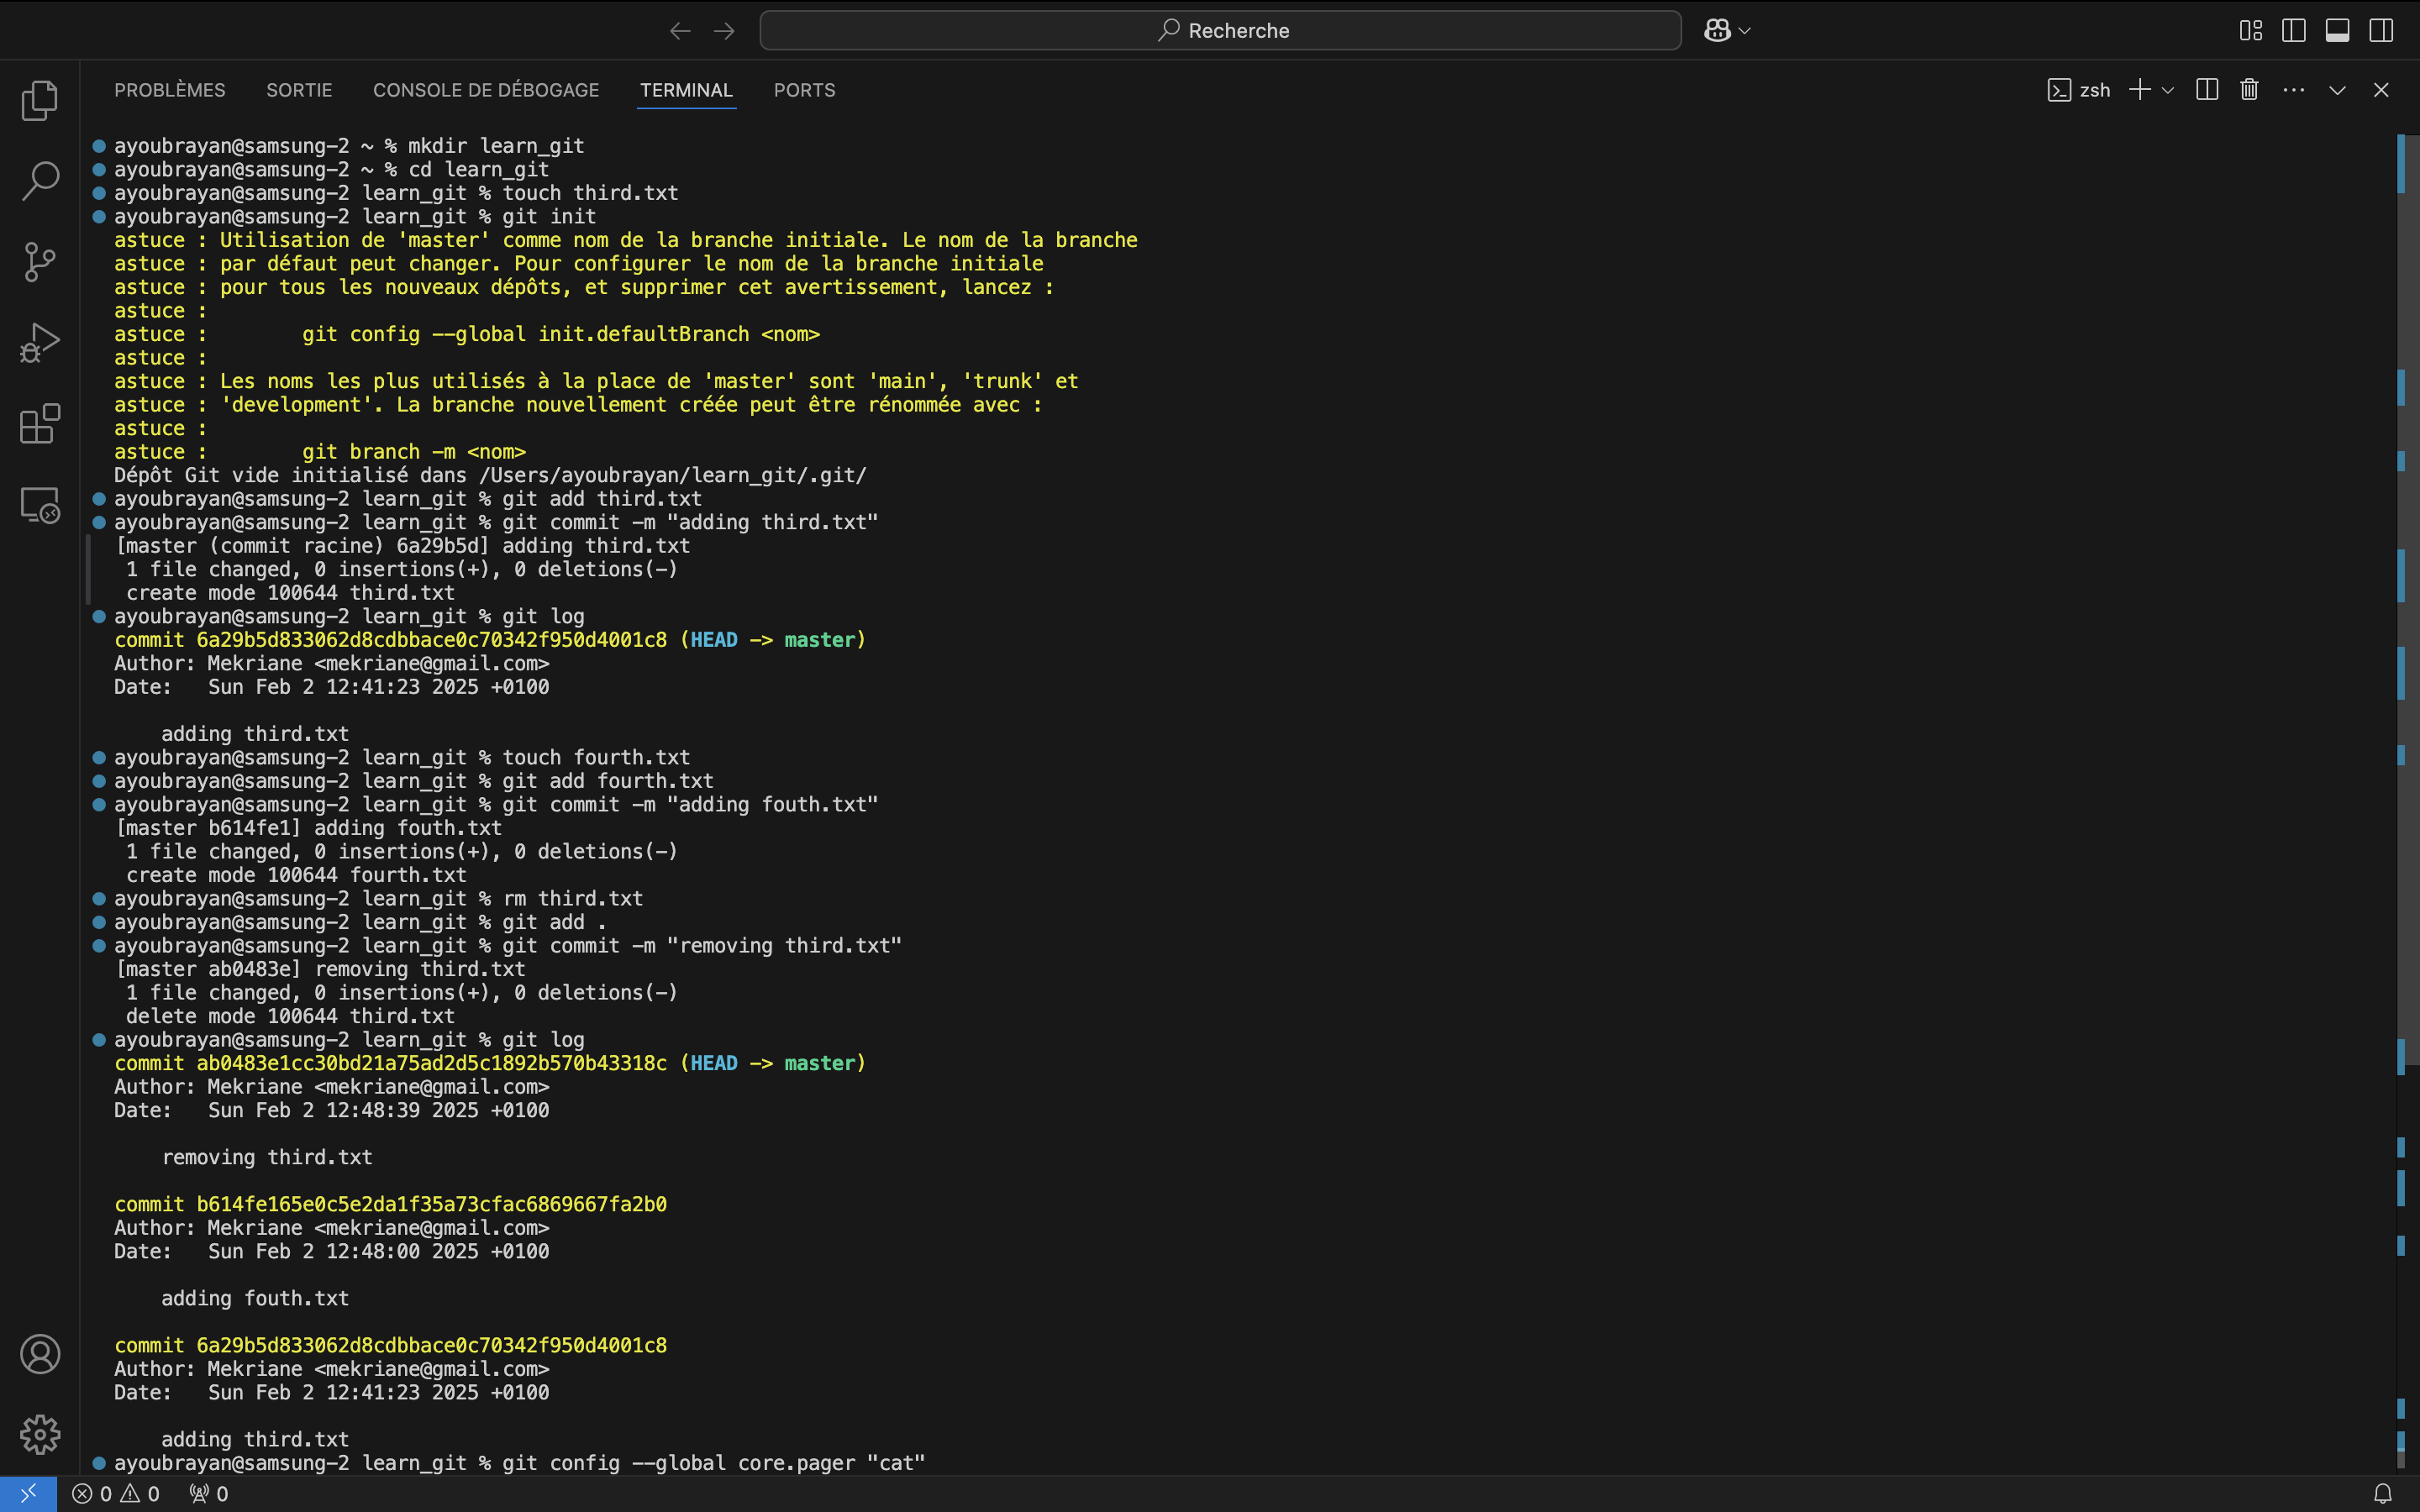 Recherche
PROBLÈMES SORTIE CONSOLE DE DÉBOGAGE TERMINAL PORTS zsh
ayoubrayan@samsung-2 ~ % mkdir learn_git
ayoubrayan@samsung-2 ~ % cd learn_git
ayoubrayan@samsung-2 learn_git % touch third.txt
ayoubrayan@samsung-2 learn_git % git init
astuce : Utilisation de 'master' comme nom de la branche initiale. Le nom de la branche
astuce : par défaut peut changer. Pour configurer le nom de la branche initiale
astuce : pour tous les nouveaux dépôts, et supprimer cet avertissement, lancez :
astuce :
astuce :        git config --global init.defaultBranch <nom>
astuce :
astuce : Les noms les plus utilisés à la place de 'master' sont 'main', 'trunk' et
astuce : 'development'. La branche nouvellement créée peut être rénommée avec :
astuce :
astuce :        git branch -m <nom>
Dépôt Git vide initialisé dans /Users/ayoubrayan/learn_git/.git/
ayoubrayan@samsung-2 learn_git % git add third.txt
ayoubrayan@samsung-2 learn_git % git commit -m "adding third.txt"
[master (commit racine) 6a29b5d] adding third.txt
 1 file changed, 0 insertions(+), 0 deletions(-)
 create mode 100644 third.txt
ayoubrayan@samsung-2 learn_git % git log
commit 6a29b5d833062d8cdbbace0c70342f950d4001c8 (HEAD -> master)
Author: Mekriane <mekriane@gmail.com>
Date:   Sun Feb 2 12:41:23 2025 +0100
    adding third.txt
ayoubrayan@samsung-2 learn_git % touch fourth.txt
ayoubrayan@samsung-2 learn_git % git add fourth.txt
ayoubrayan@samsung-2 learn_git % git commit -m "adding fouth.txt"
[master b614fe1] adding fouth.txt
 1 file changed, 0 insertions(+), 0 deletions(-)
 create mode 100644 fourth.txt
ayoubrayan@samsung-2 learn_git % rm third.txt
ayoubrayan@samsung-2 learn_git % git add .
ayoubrayan@samsung-2 learn_git % git commit -m "removing third.txt"
[master ab0483e] removing third.txt
 1 file changed, 0 insertions(+), 0 deletions(-)
 delete mode 100644 third.txt
ayoubrayan@samsung-2 learn_git % git log
commit ab0483e1cc30bd21a75ad2d5c1892b570b43318c (HEAD -> master)
Author: Mekriane <mekriane@gmail.com>
Date:   Sun Feb 2 12:48:39 2025 +0100
    removing third.txt
commit b614fe165e0c5e2da1f35a73cfac6869667fa2b0
Author: Mekriane <mekriane@gmail.com>
Date:   Sun Feb 2 12:48:00 2025 +0100
    adding fouth.txt
commit 6a29b5d833062d8cdbbace0c70342f950d4001c8
Author: Mekriane <mekriane@gmail.com>
Date:   Sun Feb 2 12:41:23 2025 +0100
    adding third.txt
ayoubrayan@samsung-2 learn_git % git config --global core.pager "cat"
0 0 0